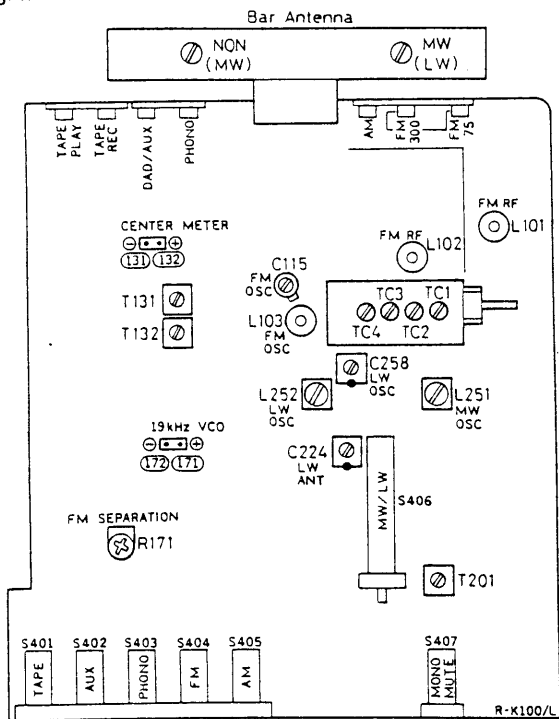 Bar Antenna
NON
(MW)
MW
(LW)
TAPE
PLAY
TAPE
REC
DAD/AUX
PHONO
AM
FM
300
FM
75
CENTER METER
⊖ ⊕
131 132
T131
T132
C115
FM
OSC
L103
FM
OSC
FM RF
L102
FM RF
L101
TC4
TC3
TC2
TC1
C258
LW
OSC
L252
LW
OSC
L251
MW
OSC
19kHz VCO
⊖ ⊕
172 171
C224
LW
ANT
MW/LW
S406
FM SEPARATION
R171
T201
S401
TAPE
S402
AUX
S403
PHONO
S404
FM
S405
AM
S407
MONO
MUTE
R-K100/L